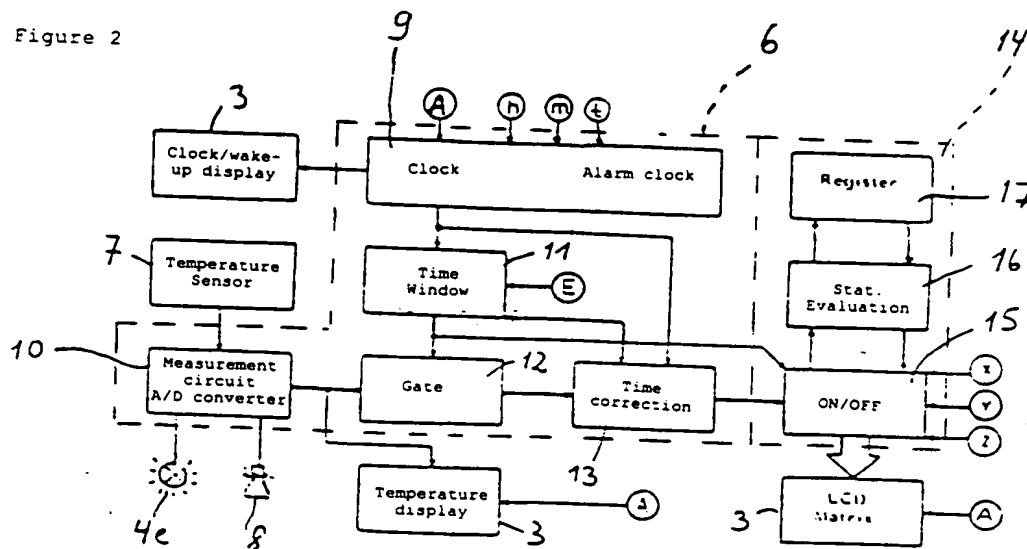 Figure 2
9
6
14
A
h
m
t
3
Clock/wake-
up display
Clock
Alarm clock
Register
17
7
Temperature
Sensor
11
Time
Window
E
16
Stat.
Evaluation
10
Measurement
circuit
A/D converter
12
Gate
Time
correction
15
ON/OFF
X
Y
Z
13
4e
8
Temperature
display
3
a
3
LCD
Matrix
A